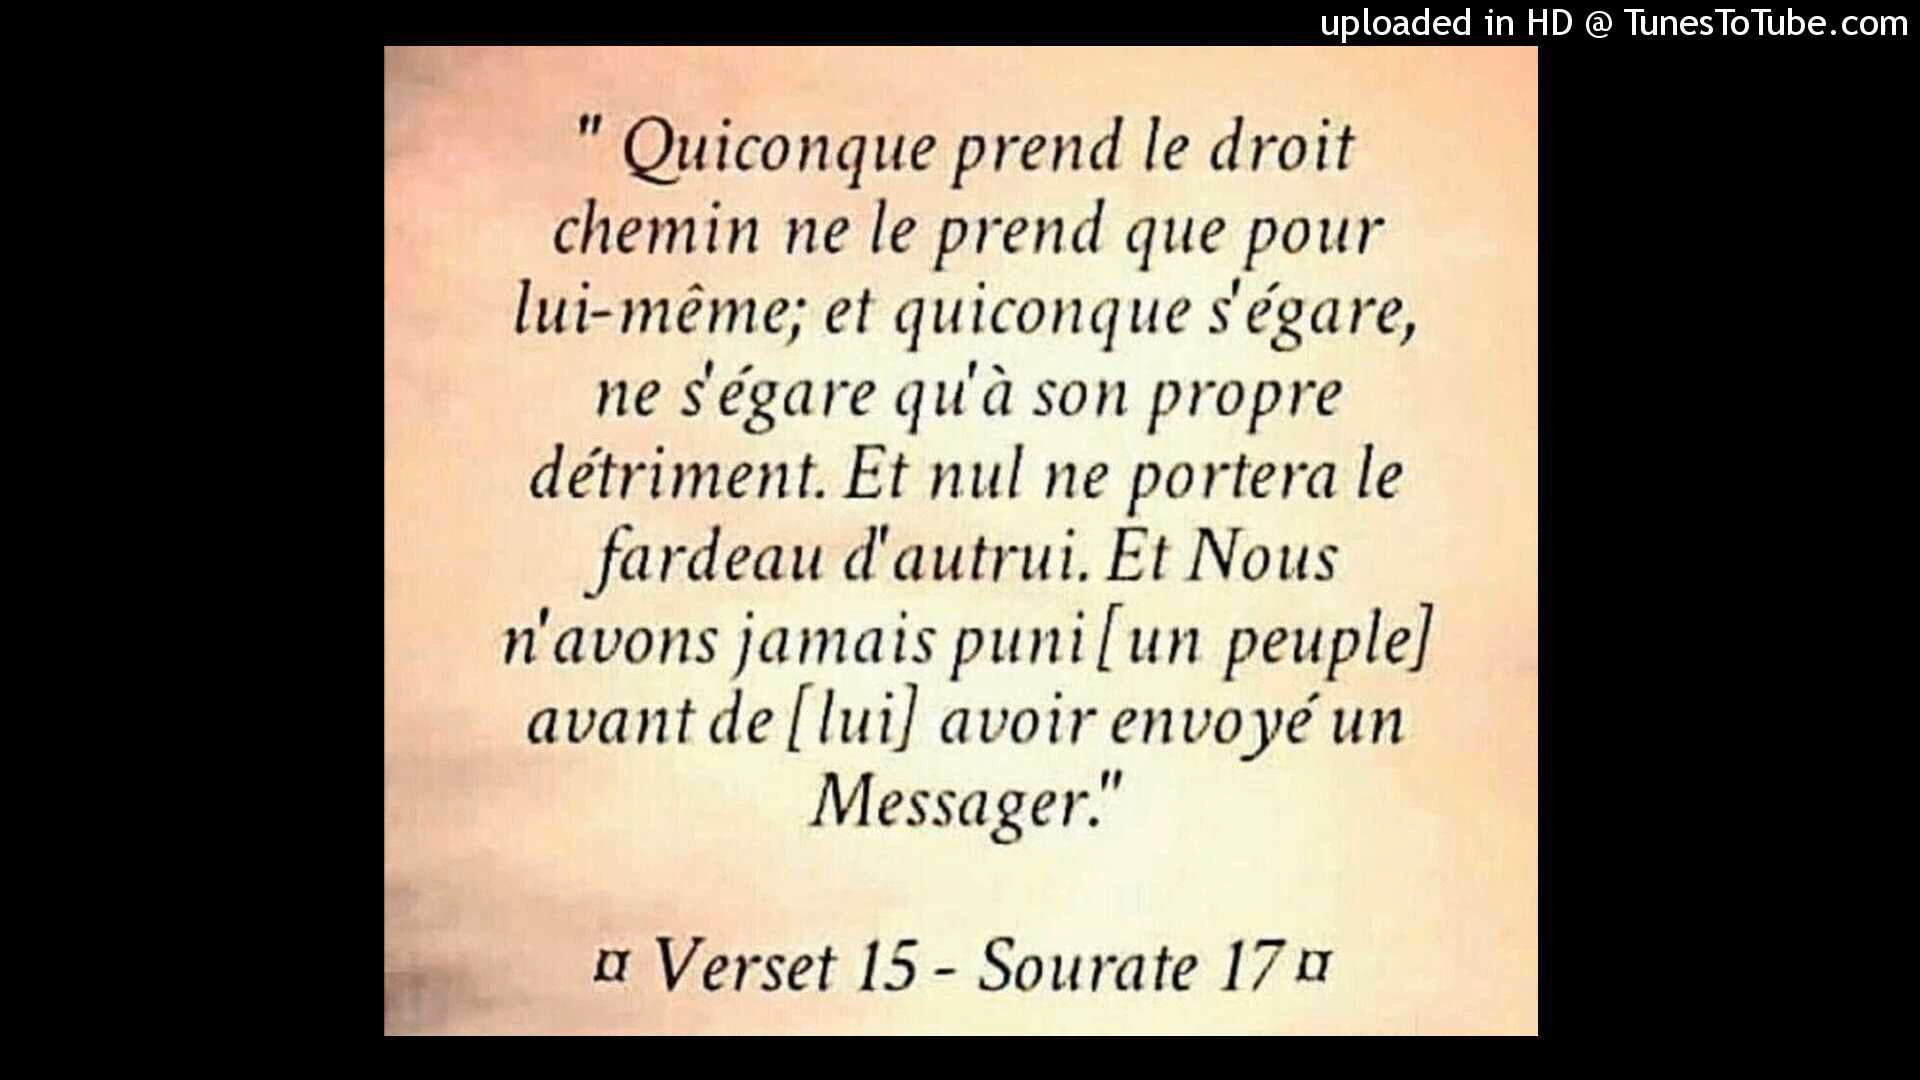 uploaded in HD @ TunesToTube.com
" Quiconque prend le droit
chemin ne le prend que pour
lui-même; et quiconque s'égare,
ne s'égare qu'à son propre
détriment. Et nul ne portera le
fardeau d'autrui. Et Nous
n'avons jamais puni [un peuple]
avant de [lui] avoir envoyé un
Messager."
¤ Verset 15 - Sourate 17 ¤